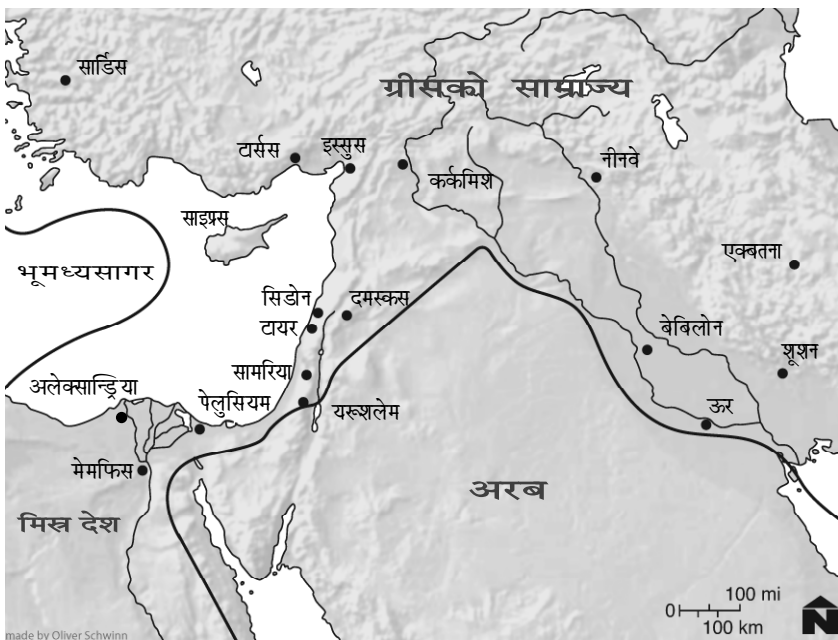 सार्डिस
ग्रीसको साम्राज्य
टार्सस
इस्सुस
कर्कमिश
नीनवे
साइप्रस
भूमध्यसागर
एक्बतना
सिडोन
दमस्कस
टायर
बेबिलोन
शूशन
सामरिया
अलेक्सान्ड्रिया
पेलुसियम
यरूशलेम
ऊर
मेमफिस
अरब
मिस्र देश
100 mi
0
100 km
N
made by Oliver Schwinn